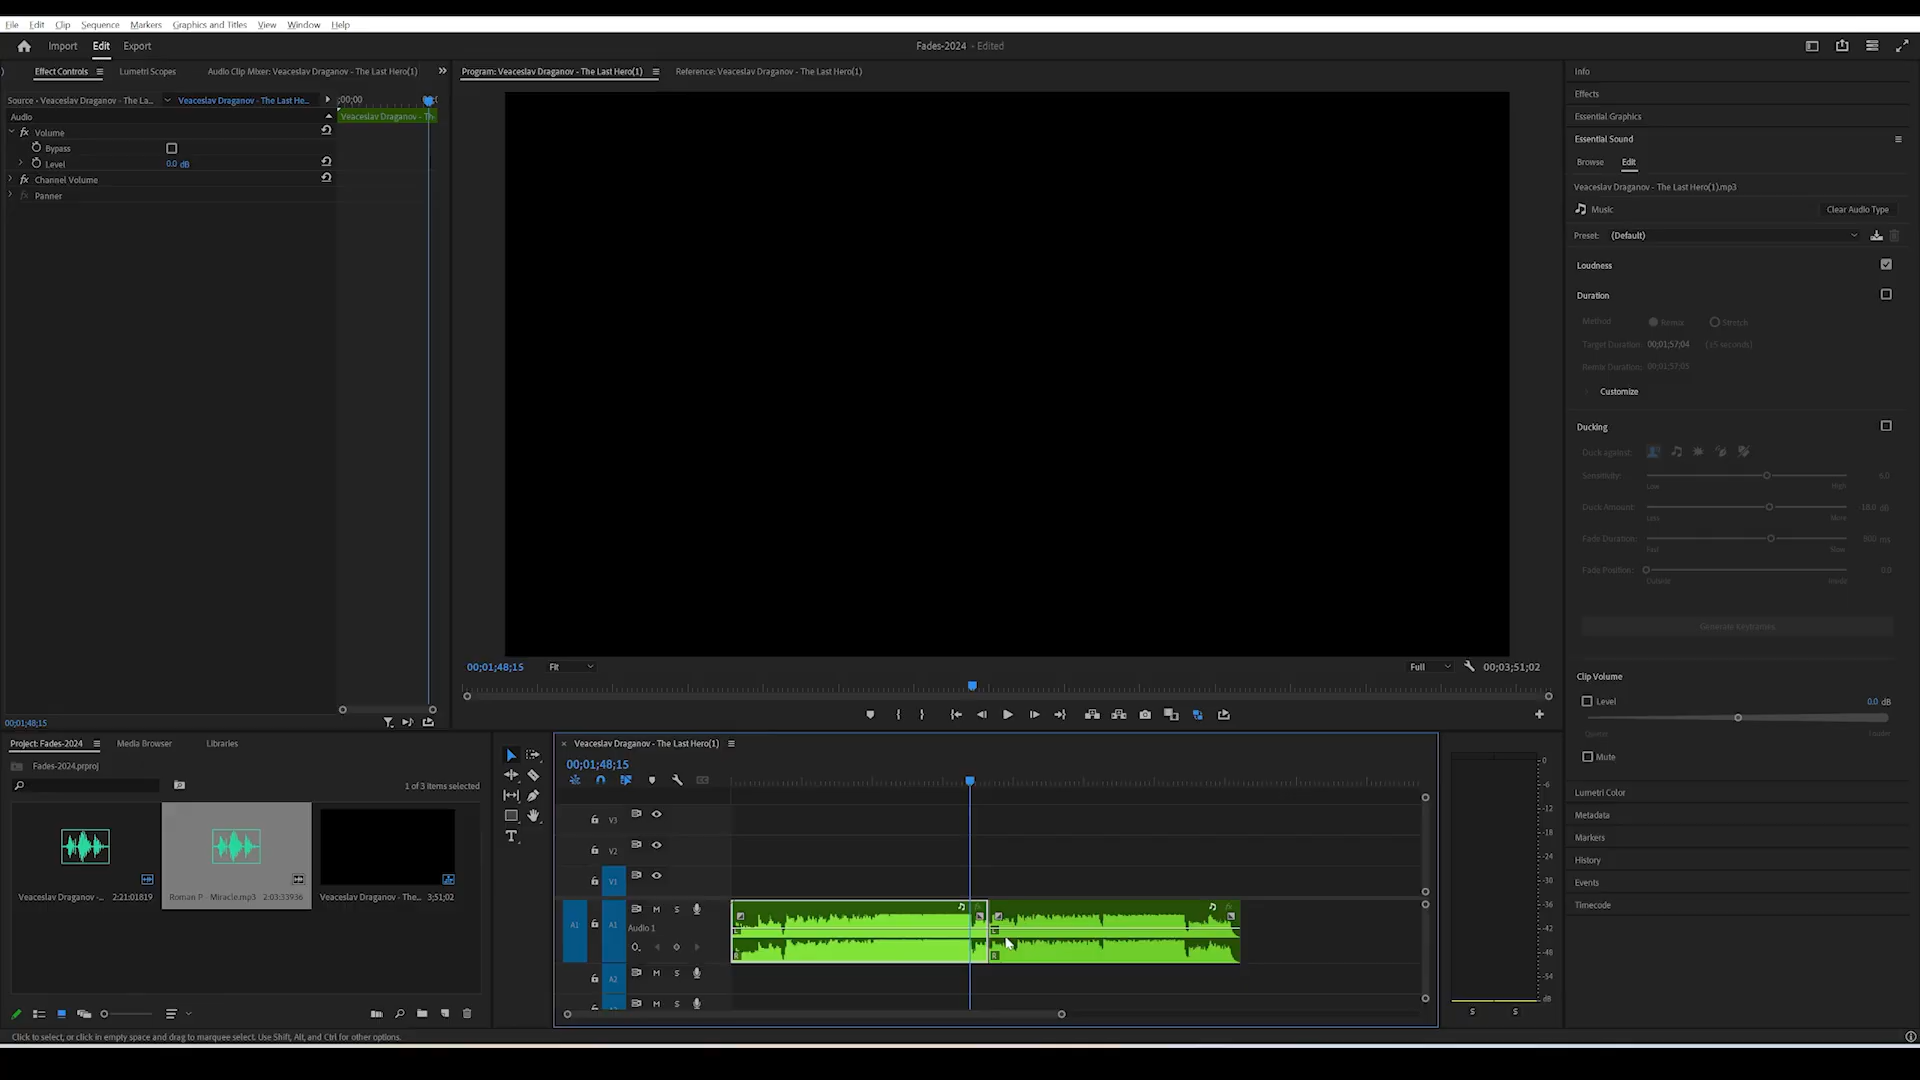 File Edit Clip Sequence Markers Graphics and Titles View Window Help
Import Edit Export
Fades-2024 - Edited
Effect Controls Lumetri Scopes Audio Clip Mixer: Veaceslav Draganov - The Last Hero(1)
Source • Veaceslav Draganov - The La... Veaceslav Draganov - The Last He...
;00;00
Audio
Veaceslav Draganov - Th
fx Volume
Bypass
Level 0.0 dB
fx Channel Volume
fx Panner
00;01;48;15
Program: Veaceslav Draganov - The Last Hero(1) Reference: Veaceslav Draganov - The Last Hero(1)
00;01;48;15 Fit Full 00;03;51;02
Info
Effects
Essential Graphics
Essential Sound
Browse Edit
Veaceslav Draganov - The Last Hero(1).mp3
Music Clear Audio Type
Preset: (Default)
Loudness
Duration
Method Remix Stretch
Target Duration: 00;01;57;04 (±5 seconds)
Remix Duration: 00;01;57;05
Customize
Ducking
Duck against:
Sensitivity: 6.0
Low High
Duck Amount: 18.0 dB
Less More
Fade Duration: 800 ms
Fast Slow
Fade Position: 0.0
Outside Inside
Generate Keyframes
Clip Volume
Level 0.0 dB
Quieter Louder
Mute
Lumetri Color
Metadata
Markers
History
Events
Timecode
Project: Fades-2024 Media Browser Libraries
Fades-2024.prproj
1 of 3 items selected
Veaceslav Draganov -... 2:21:01819
Roman P Miracle.mp3 2:03:33936
Veaceslav Draganov - The... 3;51;02
Veaceslav Draganov - The Last Hero(1)
00;01;48;15
V3
V2
V1
A1 A1 M S
Audio 1
L
R
L
R
A2 M S
M S
0
-6
-12
-18
-24
-30
-36
-42
-48
-54
dB
S S
Click to select, or click in empty space and drag to marquee select. Use Shift, Alt, and Ctrl for other options.